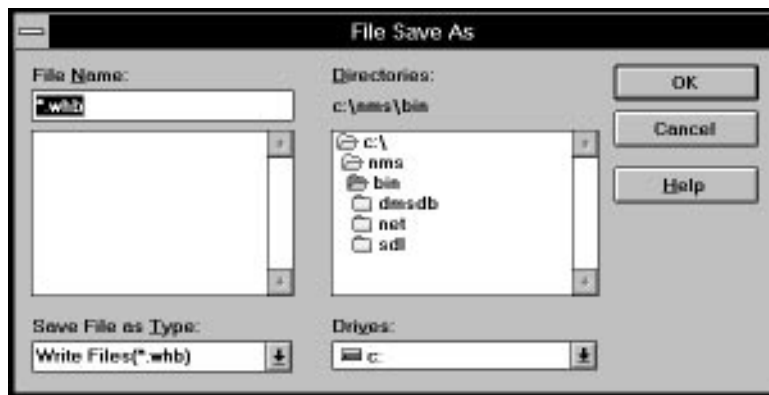 File Save As
File Name:
*.whb
Directories:
c:\nms\bin
c:\
nms
bin
dmsdb
net
sdl
OK
Cancel
Help
Save File as Type:
Write Files(*.whb)
Drives:
c: